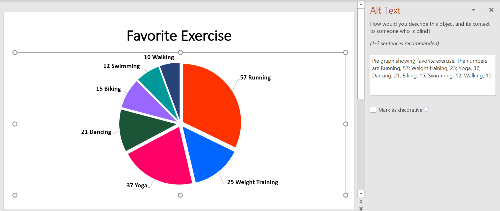 Favorite Exercise
10 Walking
12 Swimming
15 Biking
21 Dancing
37 Yoga
25 Weight Training
57 Running
Alt Text
How would you describe this object and its context
to someone who is blind?
(1-2 sentences recommended)
Pie graph showing favorite exercise. The numbers
are Running, 57; Weight training, 25; Yoga, 37,
Dancing, 21, Biking, 15, Swimming, 12, Walking, 10
Mark as decorative